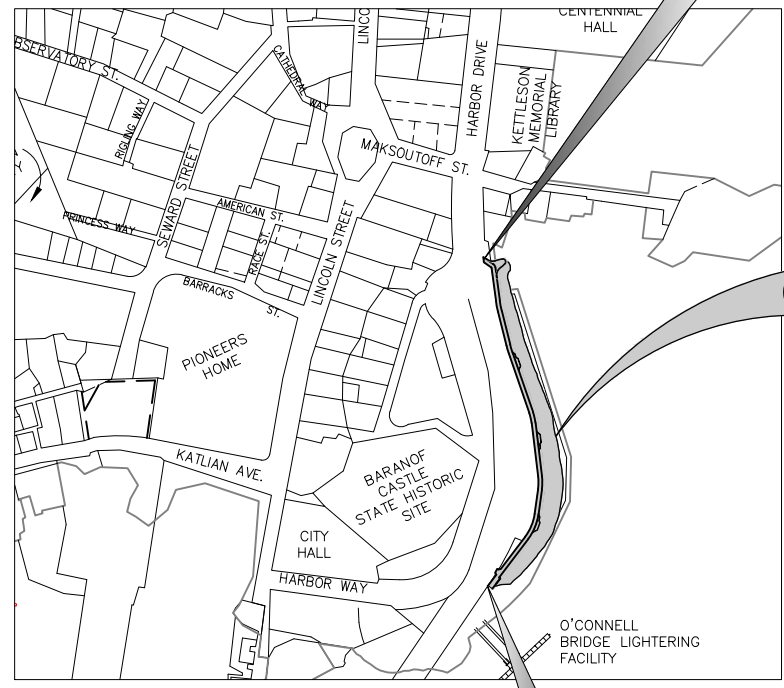 CENTENNIAL
HALL
LINCO
HARBOR DRIVE
KETTLESON
MEMORIAL
LIBRARY
BSERVATORY ST.
CATHEDRAL WAY
RIGLING WAY
MAKSOUTOFF ST.
SEWARD STREET
AMERICAN ST.
PRINCESS WAY
RACE ST.
LINCOLN STREET
BARRACKS ST.
PIONEERS
HOME
KATLIAN AVE.
BARANOF
CASTLE
STATE HISTORIC
SITE
CITY
HALL
HARBOR WAY
O'CONNELL
BRIDGE LIGHTERING
FACILITY